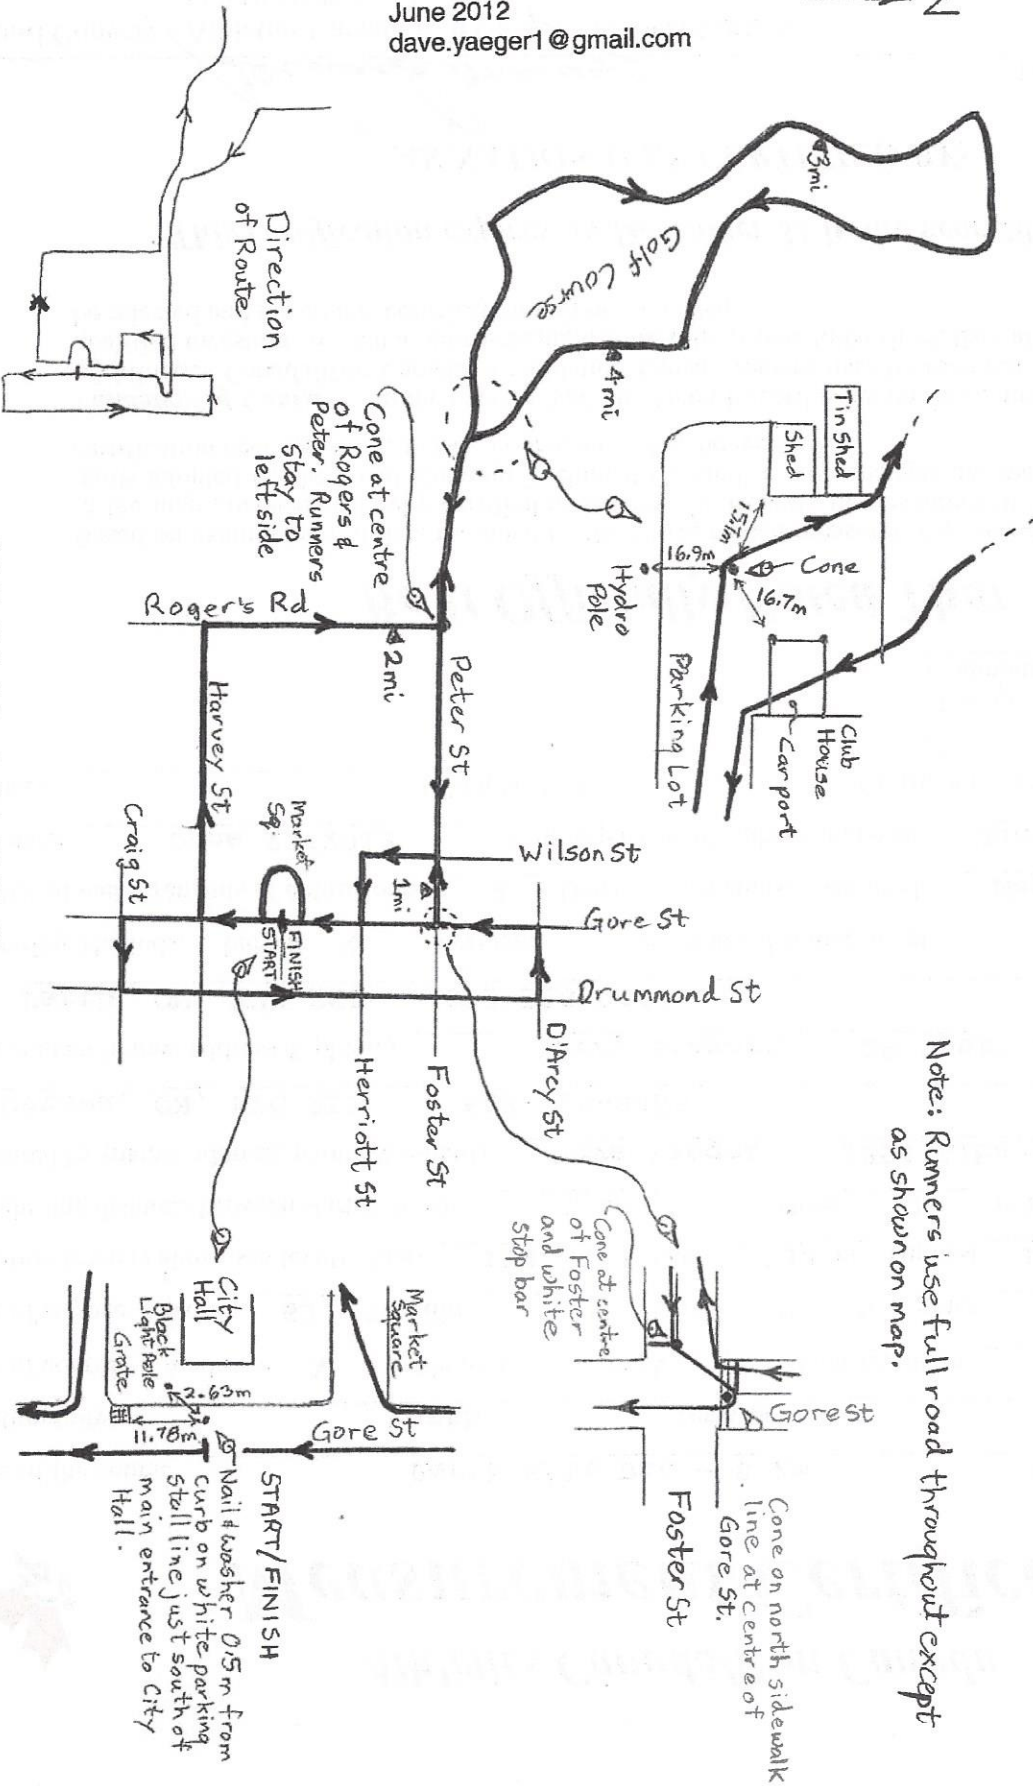 June 2012
dave.yaeger1@gmail.com
Note: Runners use full road throughout except
as shown on map.
3mi
Golf Course
4mi
Direction
of Route
Cone at centre
of Rogers &
Peter. Runners
stay to
left side
Tin Shed
Shed
16.9m
Cone
16.7m
Hydro
Pole
Parking Lot
Club
House
Carport
Roger's Rd
2mi
Peter St
Harvey St
Craig St
Market
Sq.
1mi
Wilson St
Gore St
FINISH
START
Drummond St
D'Arcy St
Foster St
Herriott St
Cone at centre
of Foster
and white
stop bar
Gore St
Foster St
Cone on north sidewalk
line at centre of
Gore St.
City
Hall
Market
Square
Black
Light Pole
Grate
2.63m
11.78m
Gore St
START/FINISH
Nail & washer 0.5m from
curb on white parking
stall line just south of
main entrance to City
Hall.